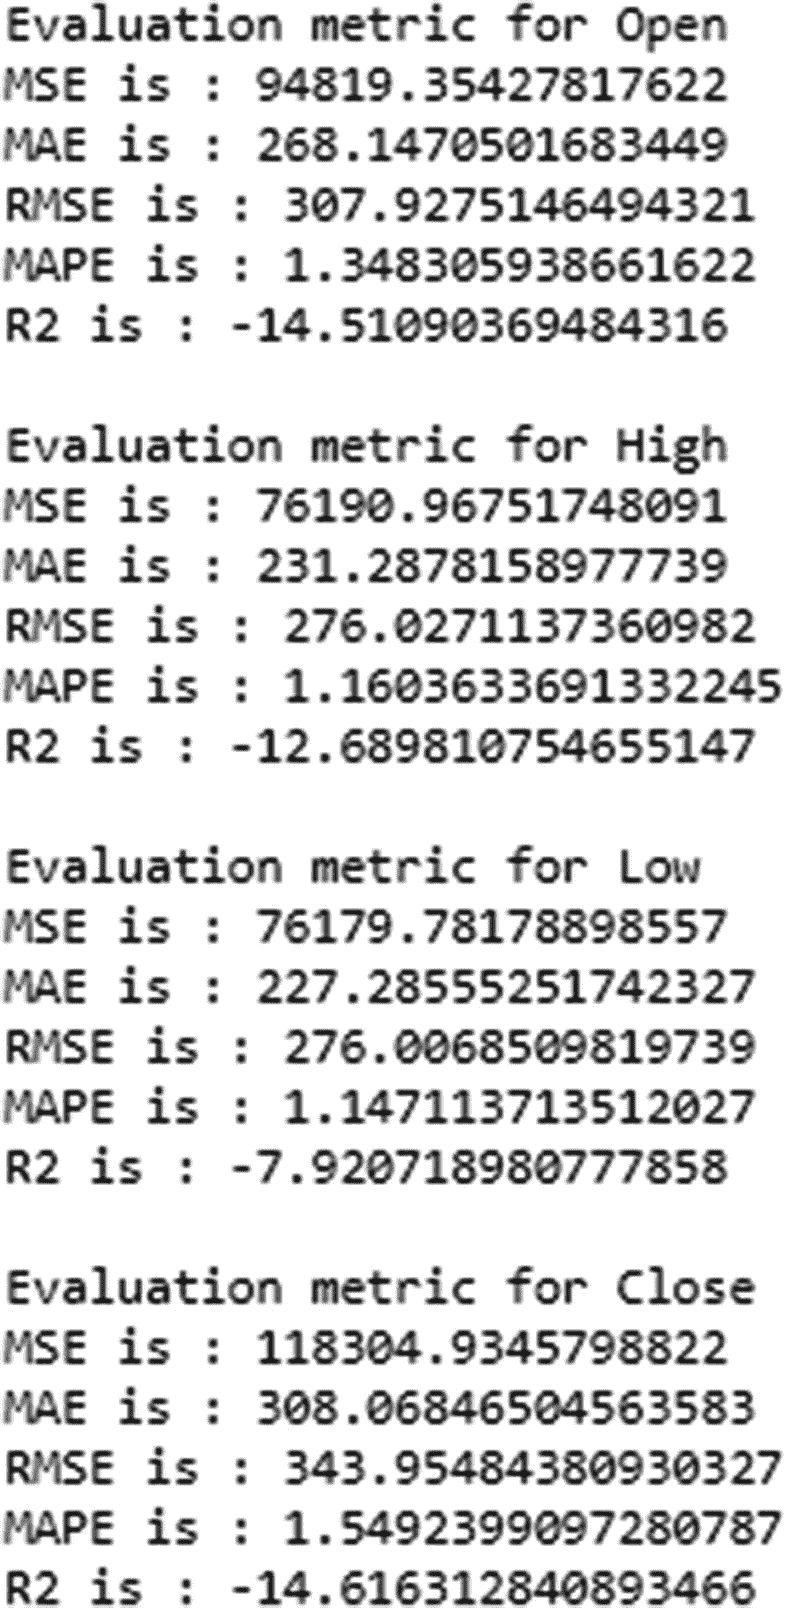 Evaluation metric for Open
MSE is : 94819.35427817622
MAE is : 268.1470501683449
RMSE is : 307.9275146494321
MAPE is : 1.348305938661622
R2 is : -14.51090369484316
Evaluation metric for High
MSE is : 76190.96751748091
MAE is : 231.2878158977739
RMSE is : 276.0271137360982
MAPE is : 1.1603633691332245
R2 is : -12.689810754655147
Evaluation metric for Low
MSE is : 76179.78178898557
MAE is : 227.28555251742327
RMSE is : 276.0068509819739
MAPE is : 1.147113713512027
R2 is : -7.920718980777858
Evaluation metric for Close
MSE is : 118304.9345798822
MAE is : 308.06846504563583
RMSE is : 343.95484380930327
MAPE is : 1.5492399097280787
R2 is : -14.616312840893466